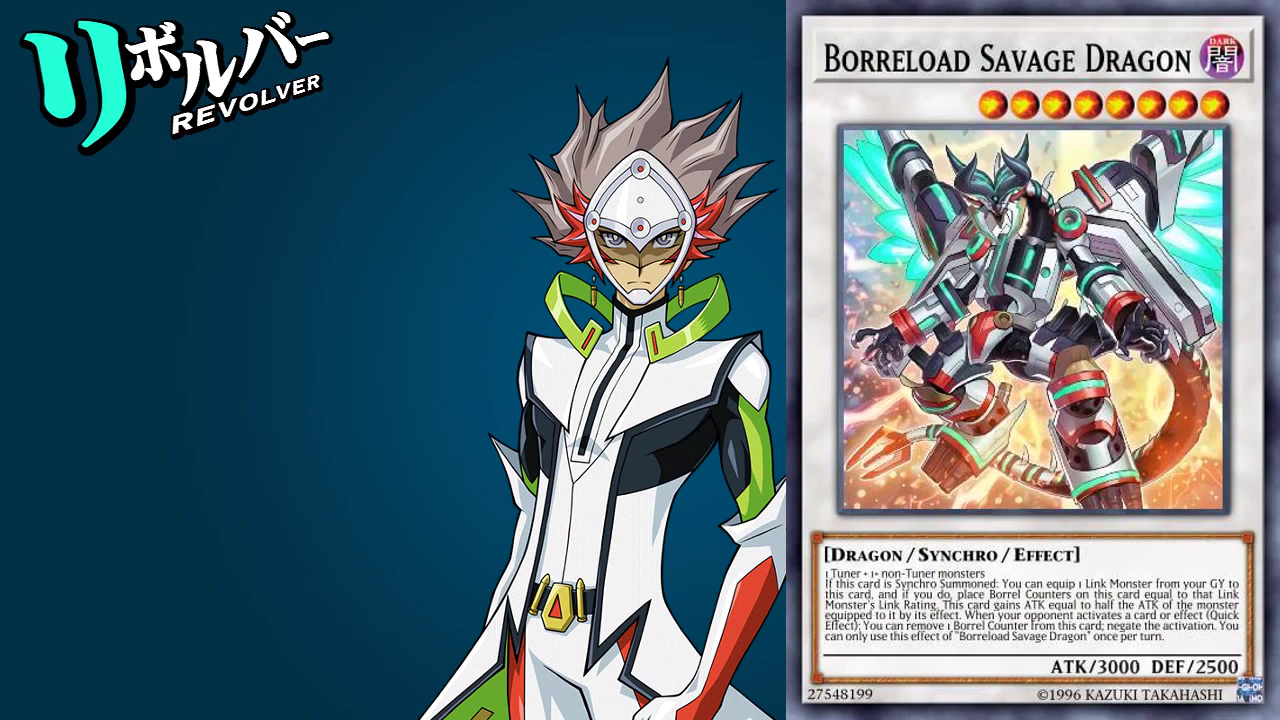 リボルバー
REVOLVER
BORRELOAD SAVAGE DRAGON
DARK
闇
[DRAGON / SYNCHRO / EFFECT]
1 Tuner + 1+ non-Tuner monsters
If this card is Synchro Summoned: You can equip 1 Link Monster from your GY to
this card, and if you do, place Borrel Counters on this card equal to that Link
Monster's Link Rating. This card gains ATK equal to half the ATK of the monster
equipped to it by its effect. When your opponent activates a card or effect (Quick
Effect): You can remove 1 Borrel Counter from this card; negate the activation. You
can only use this effect of "Borreload Savage Dragon" once per turn.
ATK/3000 DEF/2500
27548199
©1996 KAZUKI TAKAHASHI